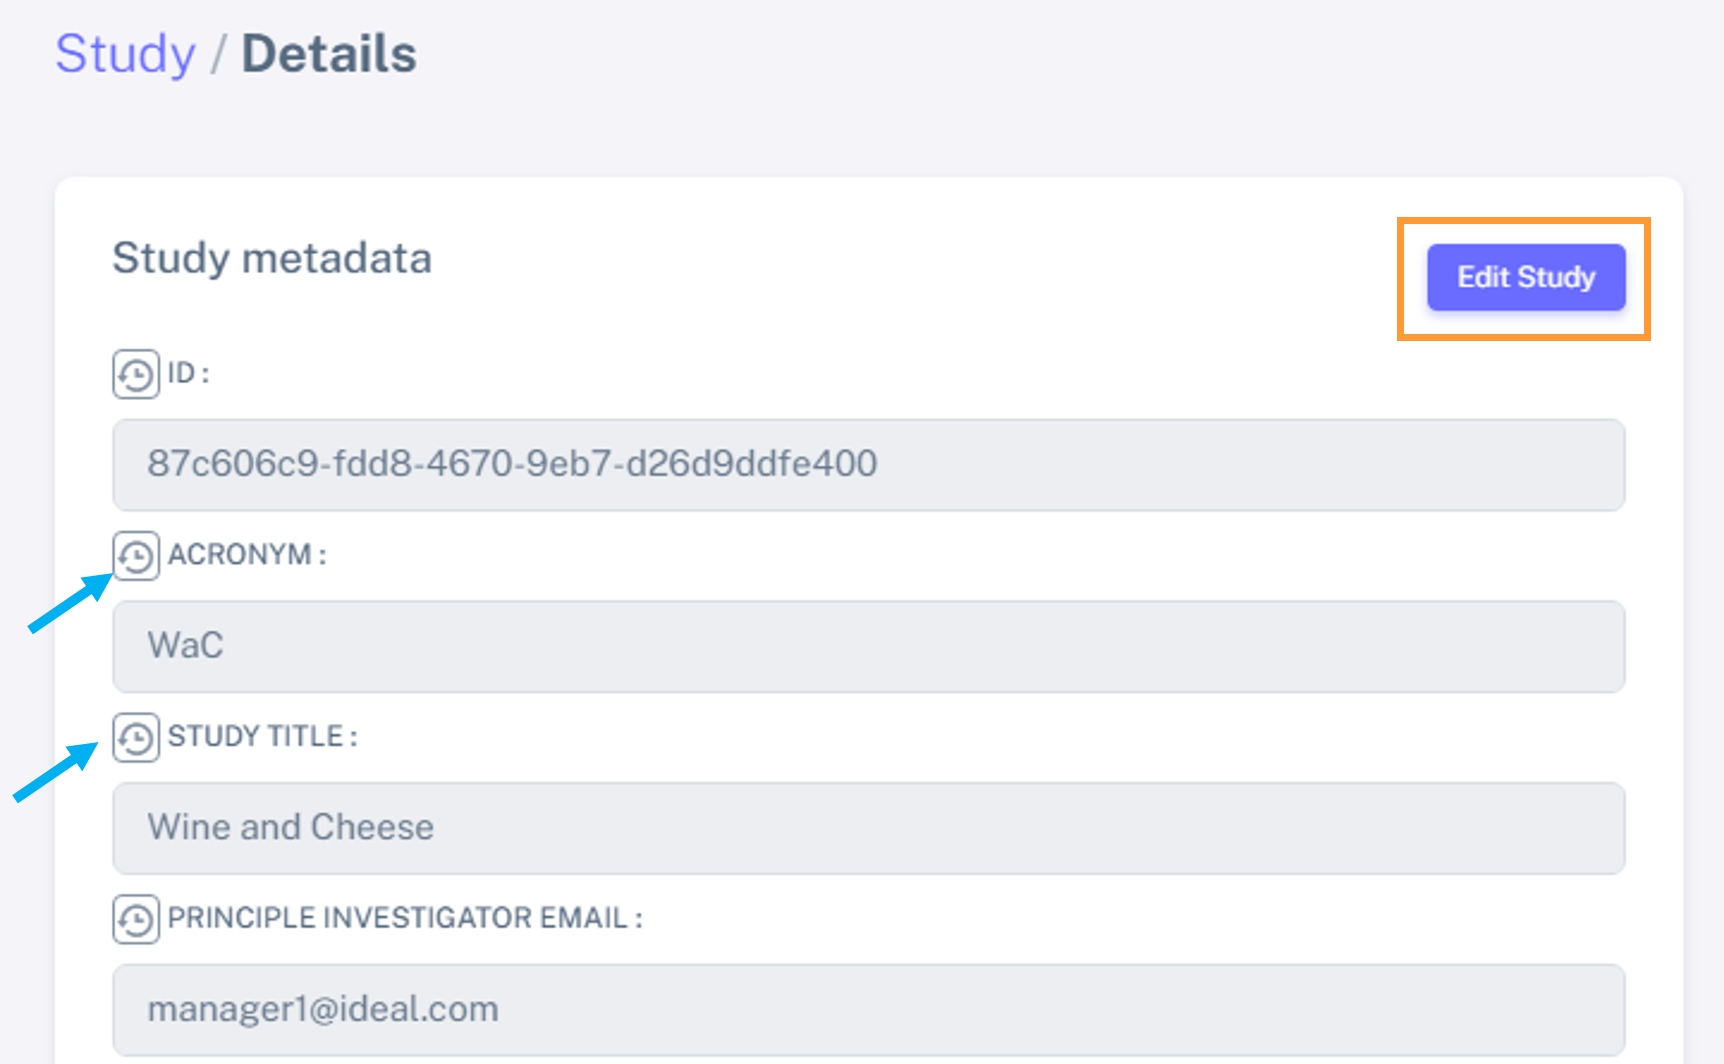 Study / Details
Study metadata
Edit Study
ID :
87c606c9-fdd8-4670-9eb7-d26d9ddfe400
ACRONYM :
WaC
STUDY TITLE :
Wine and Cheese
PRINCIPLE INVESTIGATOR EMAIL :
manager1@ideal.com